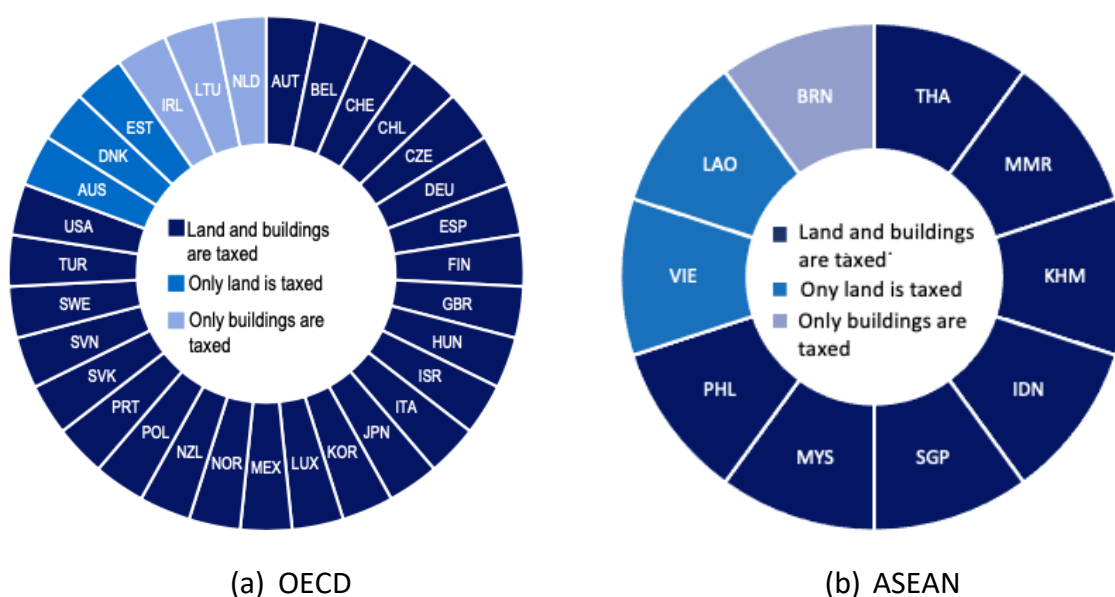 AUT
BEL
CHE
CHL
CZE
DEU
ESP
FIN
GBR
HUN
ISR
ITA
JPN
KOR
LUX
MEX
NOR
NZL
POL
PRT
SVK
SVN
SWE
TUR
USA
AUS
DNK
EST
IRL
LTU
NLD
Land and buildings
are taxed
Only land is taxed
Only buildings are
taxed
(a) OECD
THA
MMR
KHM
IDN
SGP
MYS
PHL
VIE
LAO
BRN
Land and buildings
are taxed
Ony land is taxed
Only buildings are
taxed
(b) ASEAN